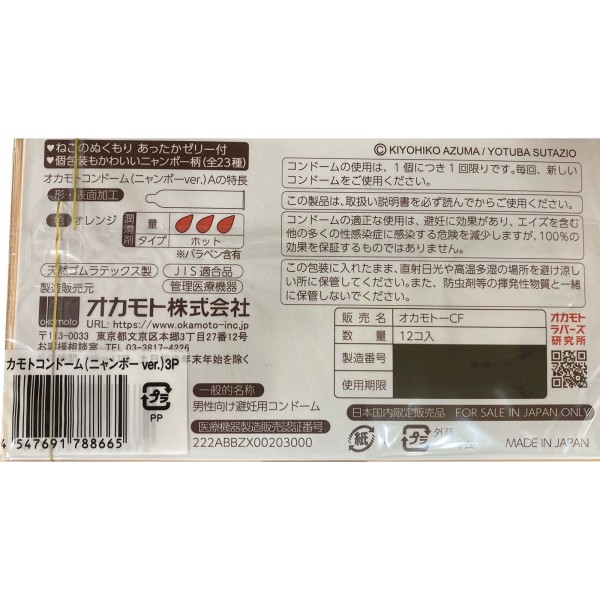 ♥ねこのぬくもり あったかゼリー付
♥個包装もかわいいニャンボー柄(全23種)
オカモトコンドーム(ニャンボーver.)Aの特長
形・表面加工
色 オレンジ
潤滑剤 量
タイプ ホット
※パラベン含有
天然ゴムラテックス製 JIS適合品
製造販売元 管理医療機器
okamoto オカモト株式会社
URL: https://www.okamoto-inc.jp
〒113-0033 東京都文京区本郷3丁目27番12号
お客様相談室 TEL 03-3817-4226
年末年始を除く
カモトコンドーム(ニャンボー ver.)3P
4 547691 788665
プラ
PP
一般的名称
男性向け避妊用コンドーム
医療機器製造販売認証番号
222ABBZX00203000
© KIYOHIKO AZUMA / YOTUBA SUTAZIO
コンドームの使用は、1個につき1回限りです。毎回、新しい
コンドームをご使用ください。
この製品は、取扱い説明書を必ず読んでからご使用ください。
コンドームの適正な使用は、避妊に効果があり、エイズを含む
他の多くの性感染症に感染する危険を減少しますが、100%の
効果を保証するものではありません。
この包装に入れたまま、直射日光や高温多湿の場所を避け涼し
い所に保管してください。また、防虫剤等の揮発性物質と一緒
に保管しないでください。
販売名 オカモトーCF
数量 12コ入
製造番号
使用期限
オカモト
ラバーズ
研究所
日本国内限定販売品 FOR SALE IN JAPAN ONLY
紙
プラ
外装
MADE IN JAPAN